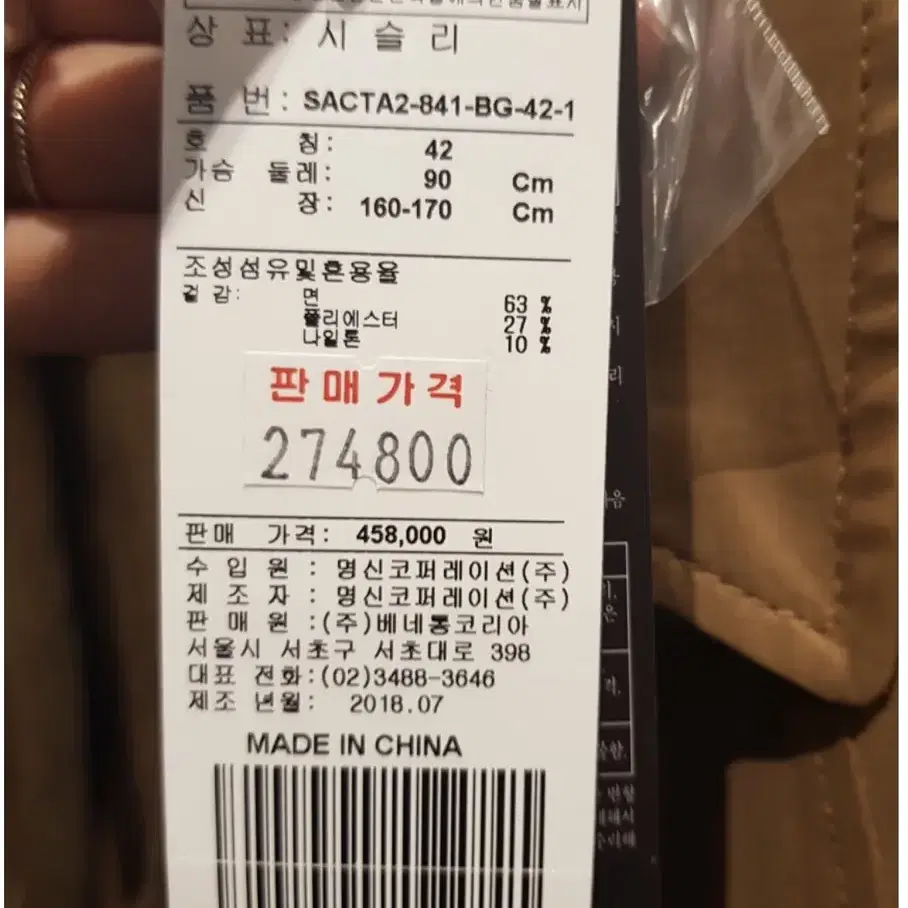 상 표: 시 슬 리
품 번: SACTA2-841-BG-42-1
호 칭: 42
가슴 둘레: 90 Cm
신 장: 160-170 Cm
조성섬유및혼용율
겉 감: 면 63 %
폴리에스터 27 %
나일론 10 %
판매가격
274800
판매 가격: 458,000 원
수 입 원 : 명신코퍼레이션(주)
제 조 자 : 명신코퍼레이션(주)
판 매 원 :(주)베네통코리아
서울시 서초구 서초대로 398
대표 전화:(02)3488-3646
제조 년월: 2018.07
MADE IN CHINA